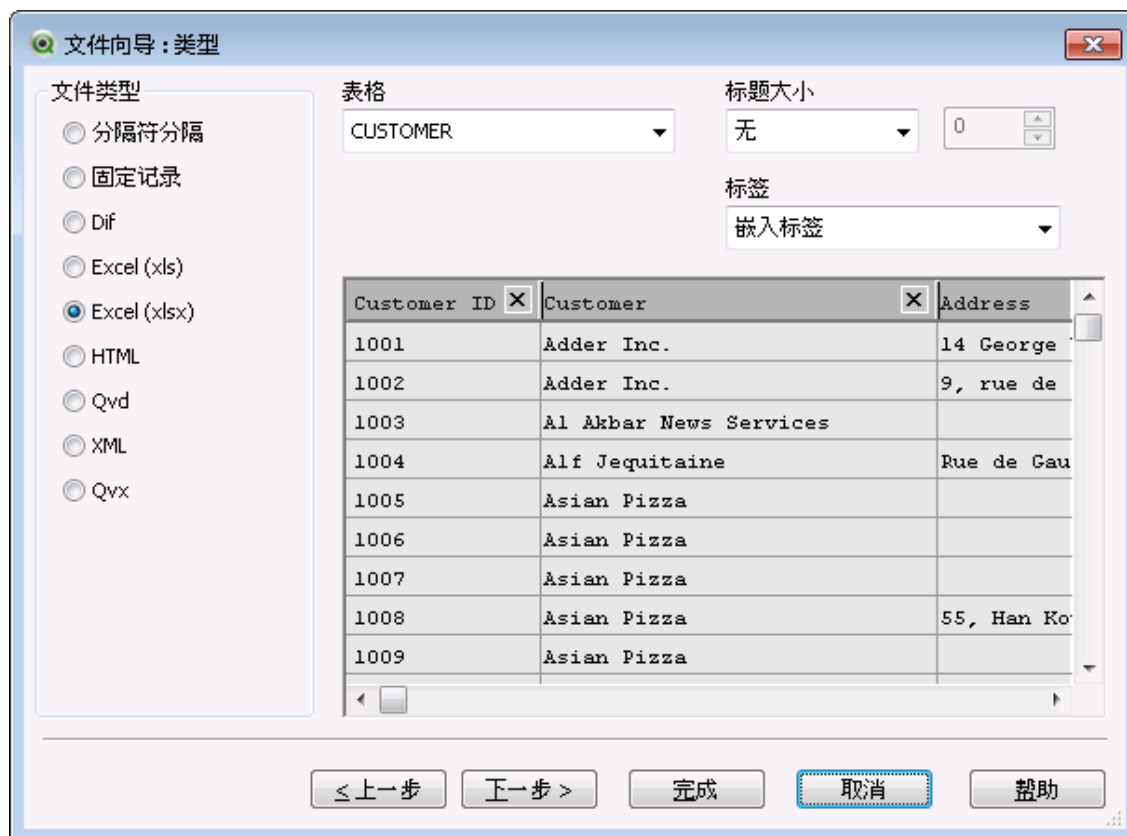 文件向导 : 类型
文件类型
分隔符分隔
固定记录
Dif
Excel (xls)
Excel (xlsx)
HTML
Qvd
XML
Qvx
表格
CUSTOMER
标题大小
无
0
标签
嵌入标签
Customer ID Customer Address
1001 Adder Inc. 14 George
1002 Adder Inc. 9, rue de
1003 Al Akbar News Services
1004 Alf Jequitaine Rue de Gau
1005 Asian Pizza
1006 Asian Pizza
1007 Asian Pizza
1008 Asian Pizza 55, Han Ko
1009 Asian Pizza
< 上一步 下一步 > 完成 取消 帮助